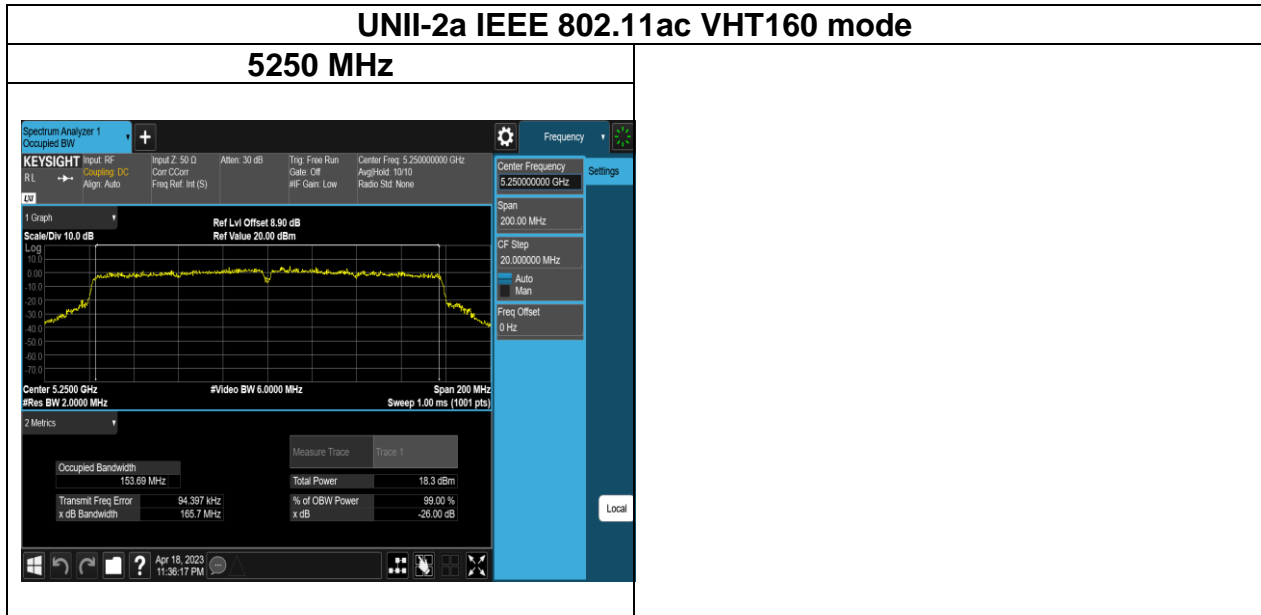 UNII-2a IEEE 802.11ac VHT160 mode
5250 MHz
Spectrum Analyzer 1
Occupied BW
Frequency
KEYSIGHT Input: RF Input Z: 50 Ω Atten: 30 dB Trig: Free Run Center Freq: 5.250000000 GHz
RL Coupling: DC Corr CCorr Gate: Off Avg|Hold: 10/10
Align: Auto Freq Ref: Int (S) #IF Gain: Low Radio Std: None
LXI
Center Frequency
5.250000000 GHz
Settings
Span
200.00 MHz
CF Step
20.000000 MHz
Auto
Man
Freq Offset
0 Hz
Local
1 Graph
Ref Lvl Offset 8.90 dB
Scale/Div 10.0 dB Ref Value 20.00 dBm
Log
10.0
0.00
-10.0
-20.0
-30.0
-40.0
-50.0
-60.0
-70.0
Center 5.2500 GHz #Video BW 6.0000 MHz Span 200 MHz
#Res BW 2.0000 MHz Sweep 1.00 ms (1001 pts)
2 Metrics
Measure Trace Trace 1
Occupied Bandwidth
153.69 MHz Total Power 18.3 dBm
Transmit Freq Error 94.397 kHz % of OBW Power 99.00 %
x dB Bandwidth 165.7 MHz x dB -26.00 dB
? Apr 18, 2023
11:36:17 PM